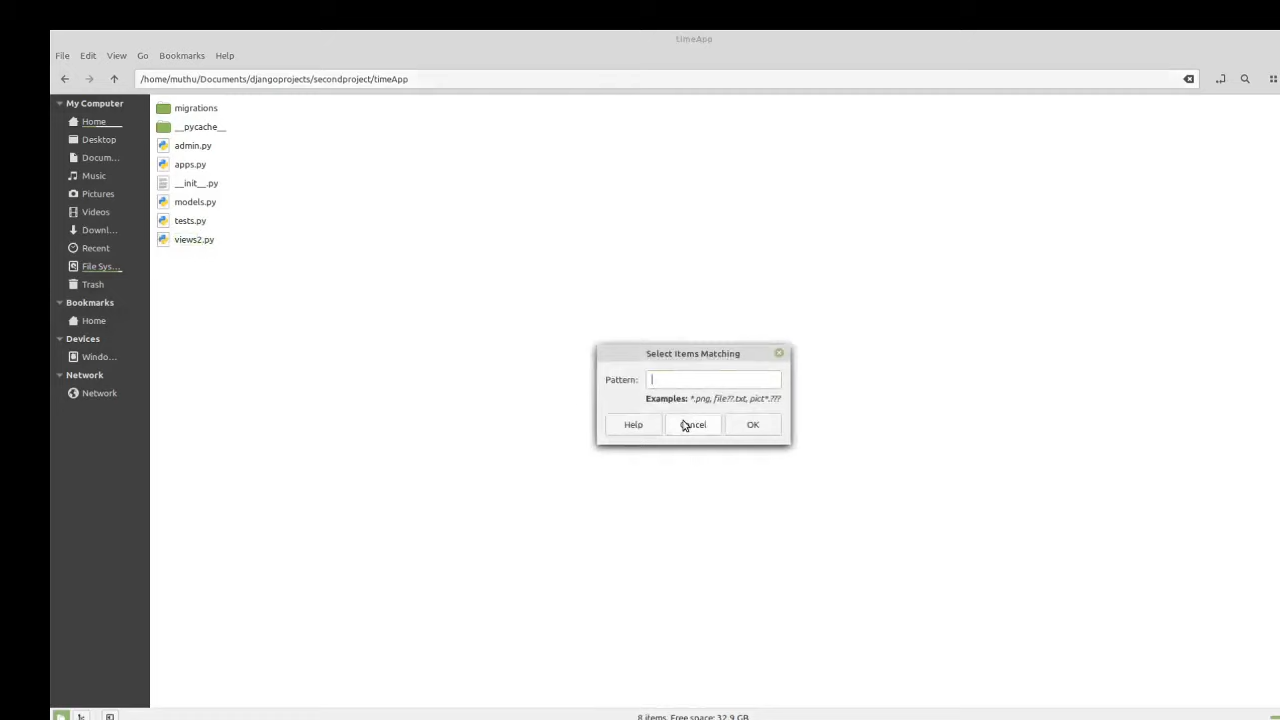 timeApp
File Edit View Go Bookmarks Help
/home/muthu/Documents/djangoprojects/secondproject/timeApp
My Computer
Home
Desktop
Docum...
Music
Pictures
Videos
Downl...
Recent
File Sys...
Trash
Bookmarks
Home
Devices
Windo...
Network
Network
migrations
__pycache__
admin.py
apps.py
__init__.py
models.py
tests.py
views2.py
Select Items Matching
Pattern:
Examples: *.png, file??.txt, pict*.???
Help Cancel OK
8 items, Free space: 32.9 GB